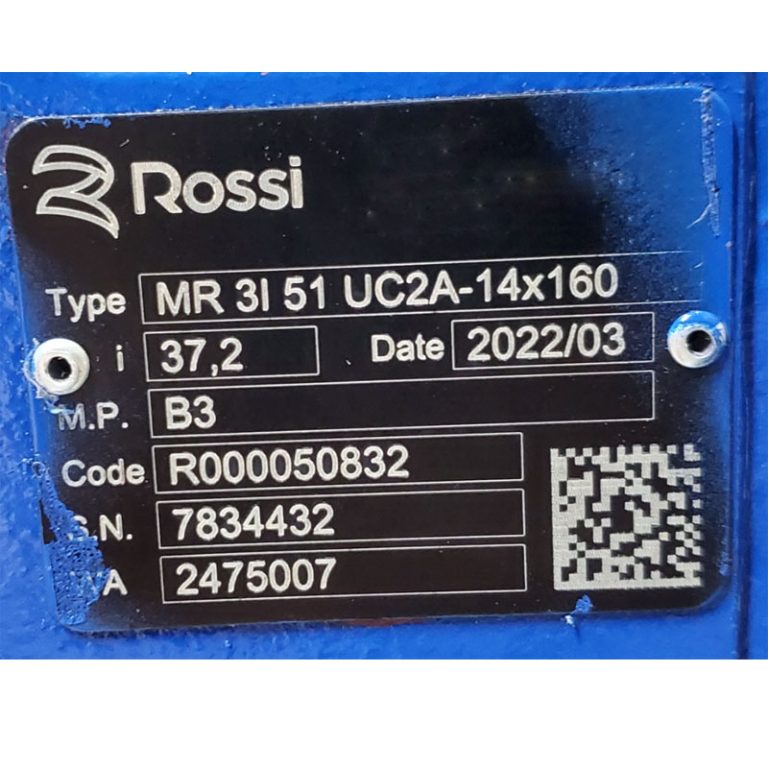 Rossi
Type MR 3I 51 UC2A-14x160
i 37,2 Date 2022/03
M.P. B3
Code R000050832
S.N. 7834432
2475007